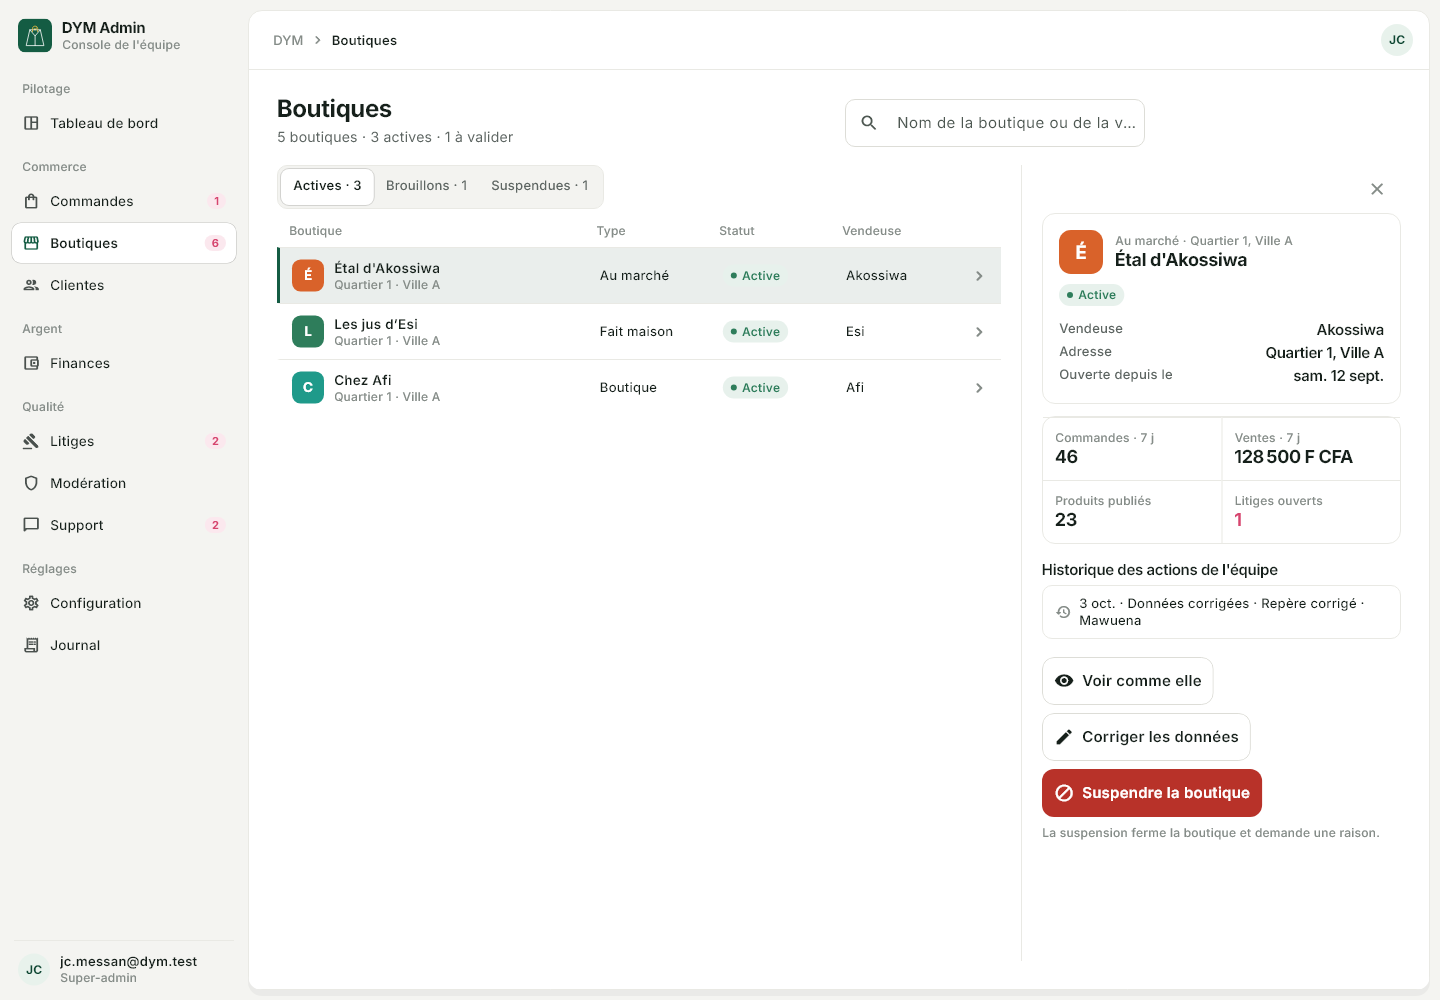 DYM Admin
Console de l'équipe
Pilotage
Tableau de bord
Commerce
Commandes 1
Boutiques 6
Clientes
Argent
Finances
Qualité
Litiges 2
Modération
Support 2
Réglages
Configuration
Journal
JC
jc.messan@dym.test
Super-admin
DYM > Boutiques
JC
Boutiques
5 boutiques · 3 actives · 1 à valider
Nom de la boutique ou de la v...
Actives · 3 Brouillons · 1 Suspendues · 1
Boutique Type Statut Vendeuse
É Étal d'Akossiwa Au marché Active Akossiwa
Quartier 1 · Ville A
L Les jus d’Esi Fait maison Active Esi
Quartier 1 · Ville A
C Chez Afi Boutique Active Afi
Quartier 1 · Ville A
É
Au marché · Quartier 1, Ville A
Étal d'Akossiwa
Active
Vendeuse Akossiwa
Adresse Quartier 1, Ville A
Ouverte depuis le sam. 12 sept.
Commandes · 7 j Ventes · 7 j
46 128 500 F CFA
Produits publiés Litiges ouverts
23 1
Historique des actions de l'équipe
3 oct. · Données corrigées · Repère corrigé ·
Mawuena
Voir comme elle
Corriger les données
Suspendre la boutique
La suspension ferme la boutique et demande une raison.